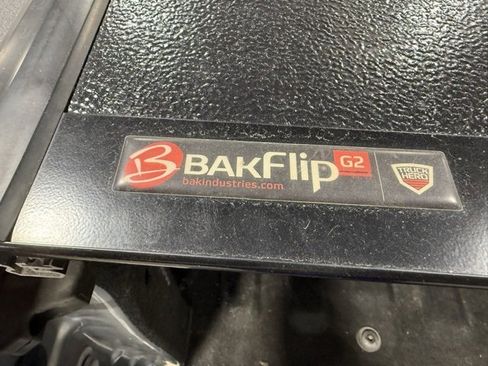 B BAKFlip G2
bakindustries.com
TRUCK
HERO